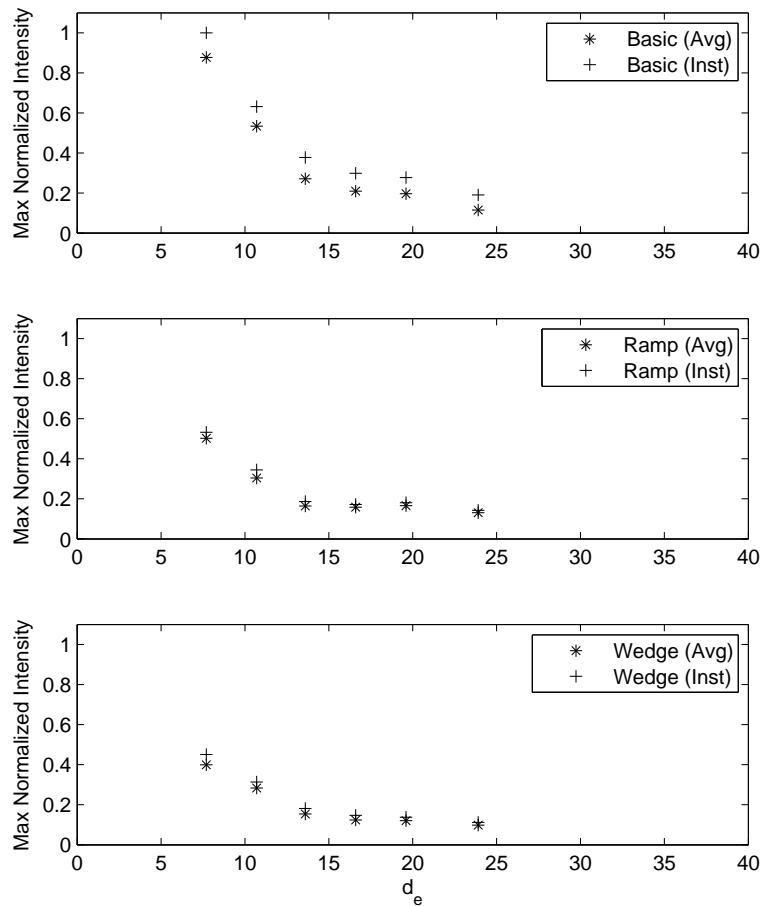 Max Normalized Intensity
1
0.8
0.6
0.4
0.2
0
0 5 10 15 20 25 30 35 40
Basic (Avg)
Basic (Inst)
Max Normalized Intensity
1
0.8
0.6
0.4
0.2
0
0 5 10 15 20 25 30 35 40
Ramp (Avg)
Ramp (Inst)
Max Normalized Intensity
1
0.8
0.6
0.4
0.2
0
0 5 10 15 20 25 30 35 40
Wedge (Avg)
Wedge (Inst)
d_e